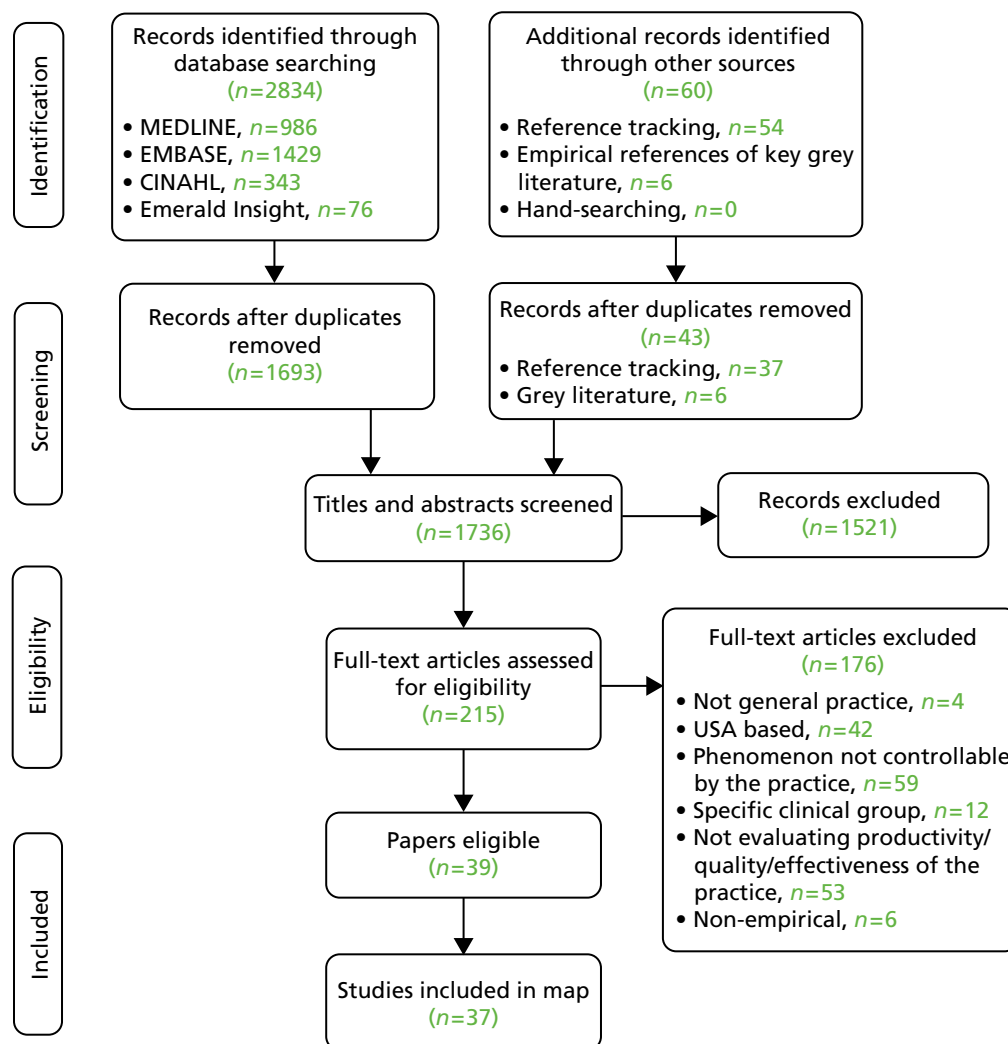 Identification
Records identified through
database searching
(n=2834)
• MEDLINE, n=986
• EMBASE, n=1429
• CINAHL, n=343
• Emerald Insight, n=76
Additional records identified
through other sources
(n=60)
• Reference tracking, n=54
• Empirical references of key grey
literature, n=6
• Hand-searching, n=0
Screening
Records after duplicates
removed
(n=1693)
Records after duplicates removed
(n=43)
• Reference tracking, n=37
• Grey literature, n=6
Titles and abstracts screened
(n=1736)
Records excluded
(n=1521)
Eligibility
Full-text articles assessed
for eligibility
(n=215)
Full-text articles excluded
(n=176)
• Not general practice, n=4
• USA based, n=42
• Phenomenon not controllable
by the practice, n=59
• Specific clinical group, n=12
• Not evaluating productivity/
quality/effectiveness of the
practice, n=53
• Non-empirical, n=6
Included
Papers eligible
(n=39)
Studies included in map
(n=37)